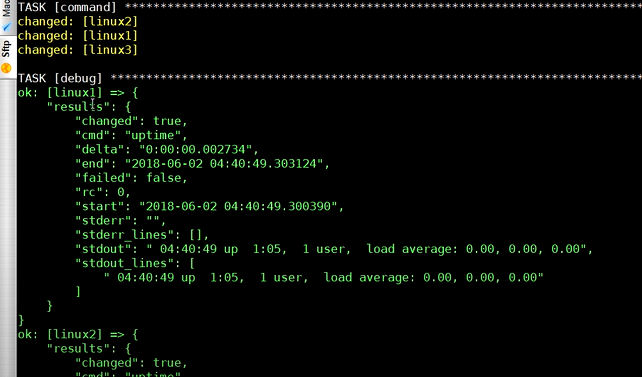 Mac
Sftp
TASK [command] **************************************************************************
changed: [linux2]
changed: [linux1]
changed: [linux3]
TASK [debug] ****************************************************************************
ok: [linux1] => {
    "results": {
        "changed": true,
        "cmd": "uptime",
        "delta": "0:00:00.002734",
        "end": "2018-06-02 04:40:49.303124",
        "failed": false,
        "rc": 0,
        "start": "2018-06-02 04:40:49.300390",
        "stderr": "",
        "stderr_lines": [],
        "stdout": " 04:40:49 up  1:05,  1 user,  load average: 0.00, 0.00, 0.00",
        "stdout_lines": [
            " 04:40:49 up  1:05,  1 user,  load average: 0.00, 0.00, 0.00"
        ]
    }
}
ok: [linux2] => {
    "results": {
        "changed": true,
        "cmd": "uptime",